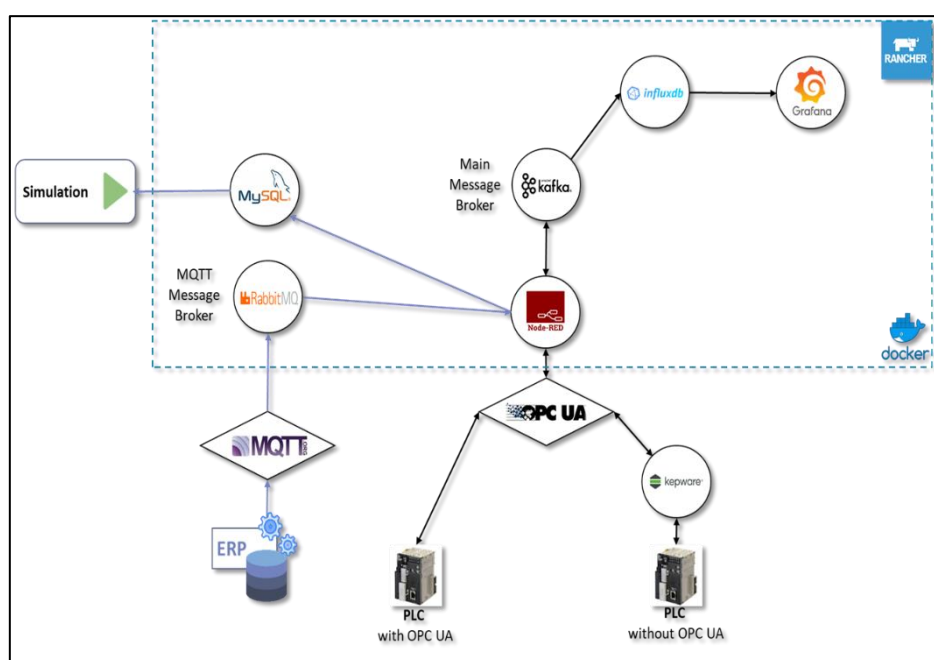 RANCHER
influxdb
Grafana
Main
Message
Broker
kafka
Simulation
MySQL
MQTT
Message
Broker
RabbitMQ
Node-RED
docker
OPC UA
MQTT
.ORG
kepware
ERP
PLC
with OPC UA
PLC
without OPC UA